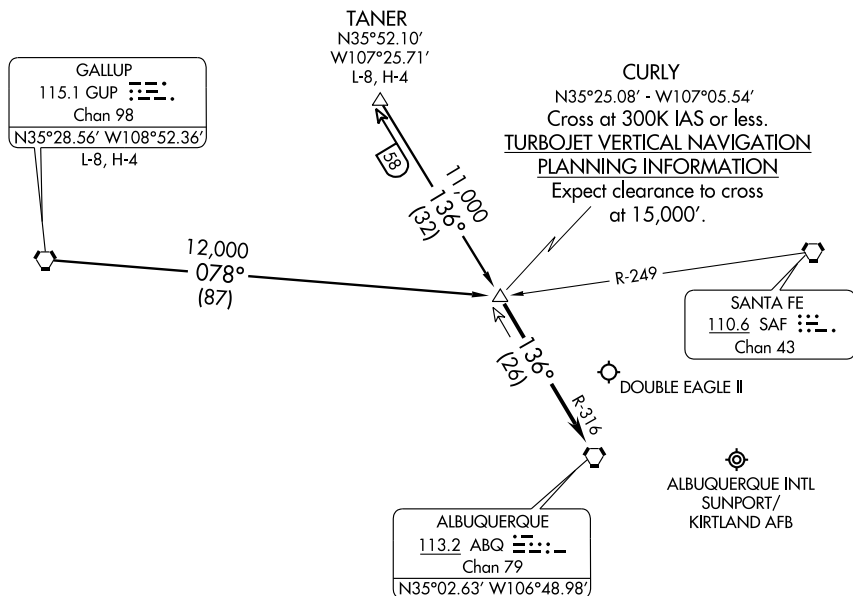 TANER
N35°52.10'
W107°25.71'
L-8, H-4
GALLUP
115.1 GUP
Chan 98
N35°28.56' W108°52.36'
L-8, H-4
CURLY
N35°25.08' - W107°05.54'
Cross at 300K IAS or less.
TURBOJET VERTICAL NAVIGATION
PLANNING INFORMATION
Expect clearance to cross
at 15,000'.
58
11,000
136°
(32)
12,000
078°
(87)
R-249
SANTA FE
110.6 SAF
Chan 43
136°
(26)
R-316
DOUBLE EAGLE II
ALBUQUERQUE INTL
SUNPORT/
KIRTLAND AFB
ALBUQUERQUE
113.2 ABQ
Chan 79
N35°02.63' W106°48.98'